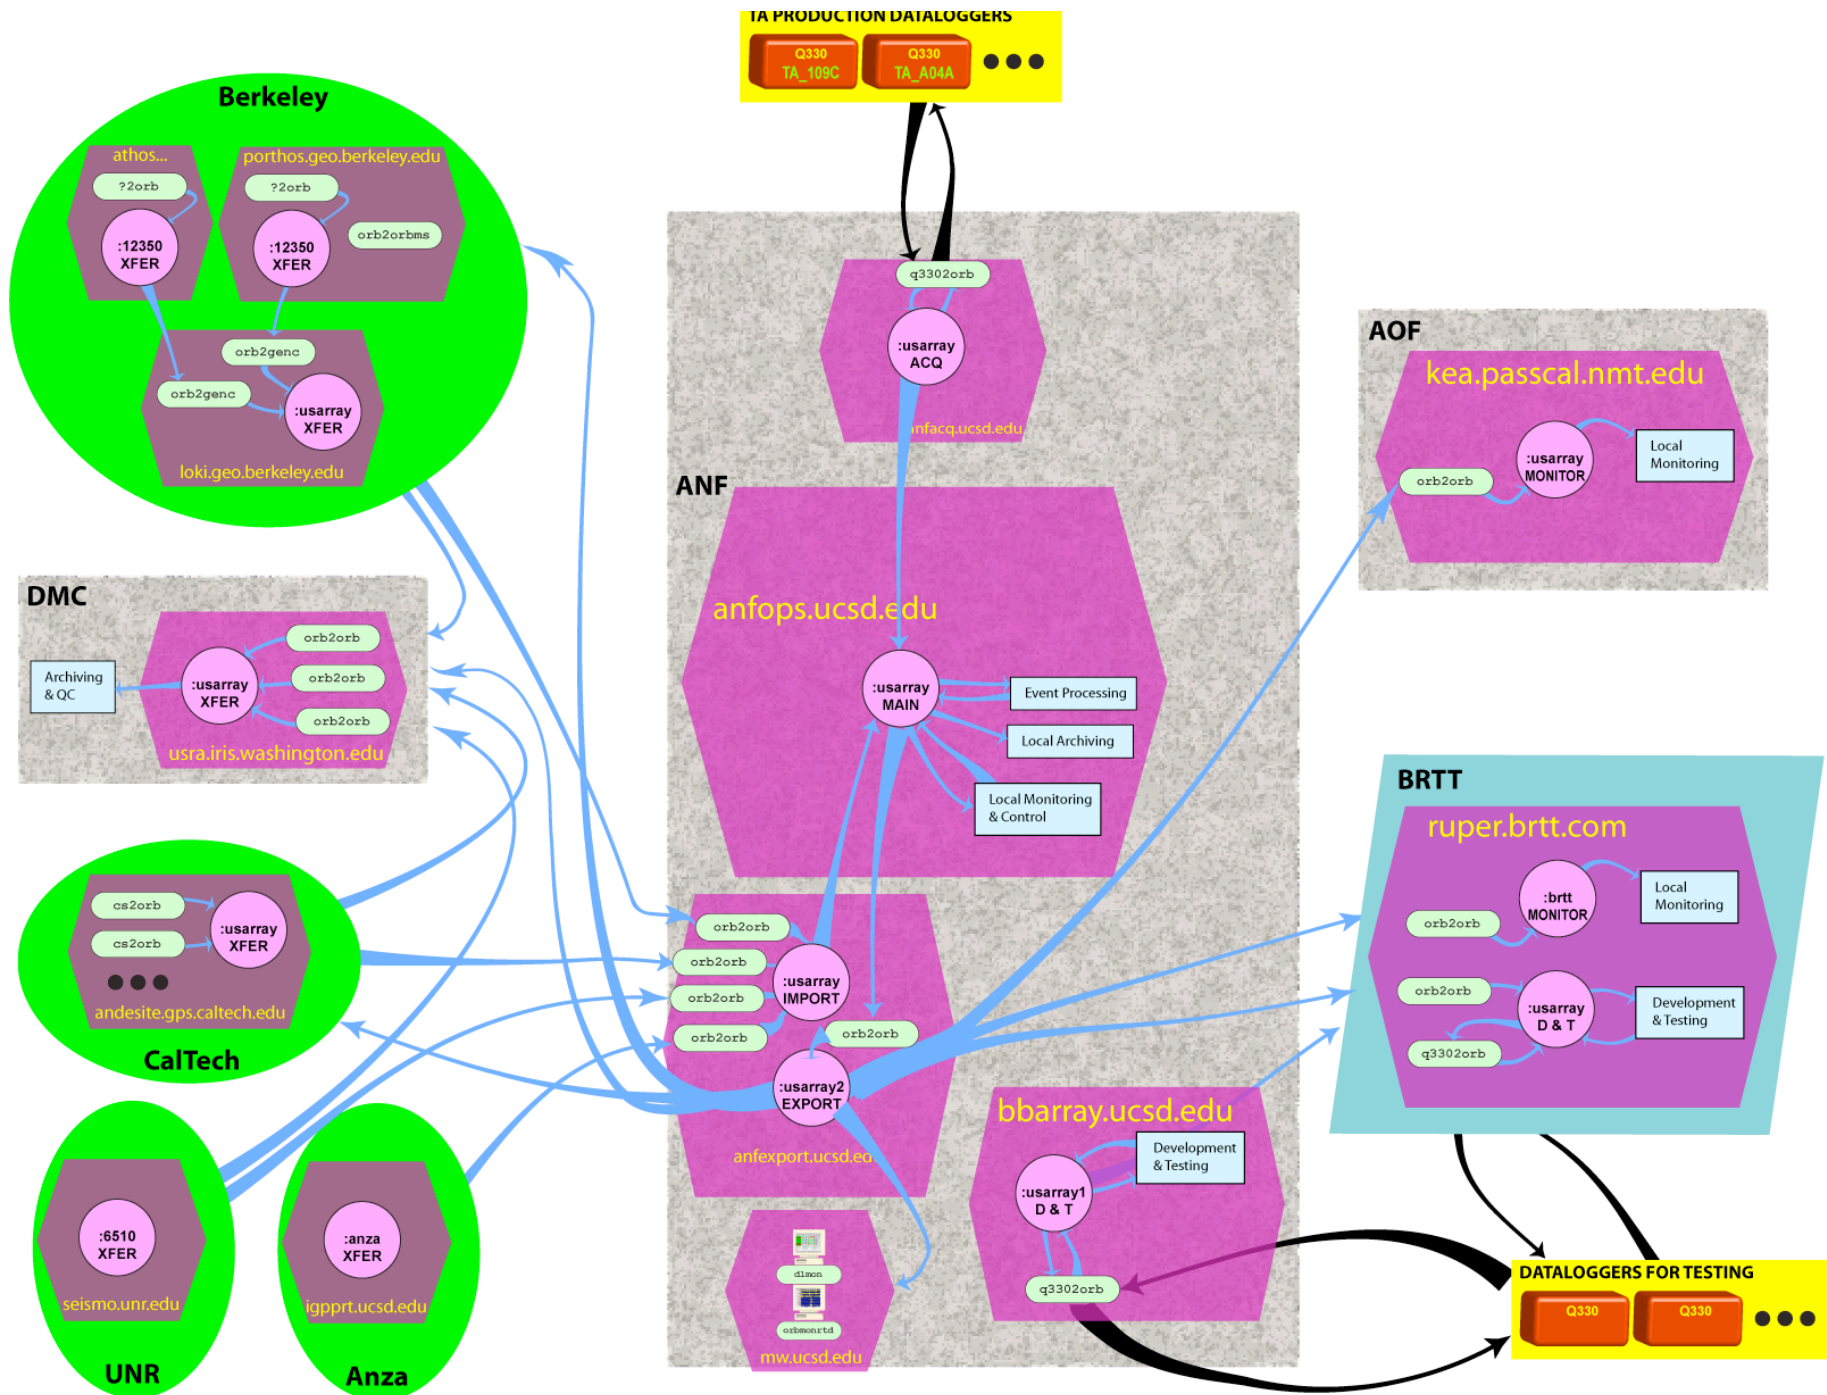 TA PRODUCTION DATALOGGERS
Q330
TA_109C
Q330
TA_A04A
Berkeley
athos...
?2orb
:12350
XFER
porthos.geo.berkeley.edu
?2orb
:12350
XFER
orb2orbms
orb2genc
orb2genc
:usarray
XFER
loki.geo.berkeley.edu
q3302orb
:usarray
ACQ
anfacq.ucsd.edu
AOF
kea.passcal.nmt.edu
:usarray
MONITOR
orb2orb
Local
Monitoring
ANF
anfops.ucsd.edu
:usarray
MAIN
Event Processing
Local Archiving
Local Monitoring
& Control
DMC
Archiving
& QC
:usarray
XFER
orb2orb
orb2orb
orb2orb
usra.iris.washington.edu
BRTT
ruper.brtt.com
:brtt
MONITOR
orb2orb
Local
Monitoring
orb2orb
:usarray
D & T
q3302orb
Development
& Testing
cs2orb
cs2orb
:usarray
XFER
andesite.gps.caltech.edu
CalTech
orb2orb
orb2orb
orb2orb
orb2orb
:usarray
IMPORT
orb2orb
:usarray2
EXPORT
anfexport.ucsd.edu
bbarray.ucsd.edu
Development
& Testing
:usarray1
D & T
q3302orb
:6510
XFER
seismo.unr.edu
UNR
:anza
XFER
igpprt.ucsd.edu
Anza
dlmon
orbmonrtd
mw.ucsd.edu
DATALOGGERS FOR TESTING
Q330
Q330